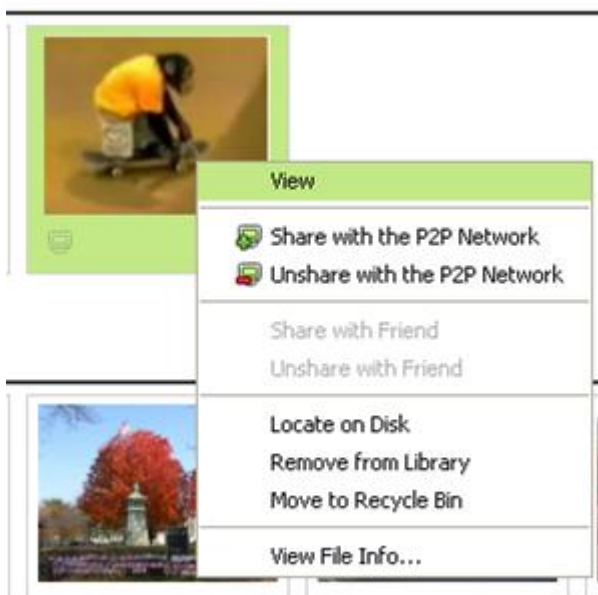 View
Share with the P2P Network
Unshare with the P2P Network
Share with Friend
Unshare with Friend
Locate on Disk
Remove from Library
Move to Recycle Bin
View File Info...